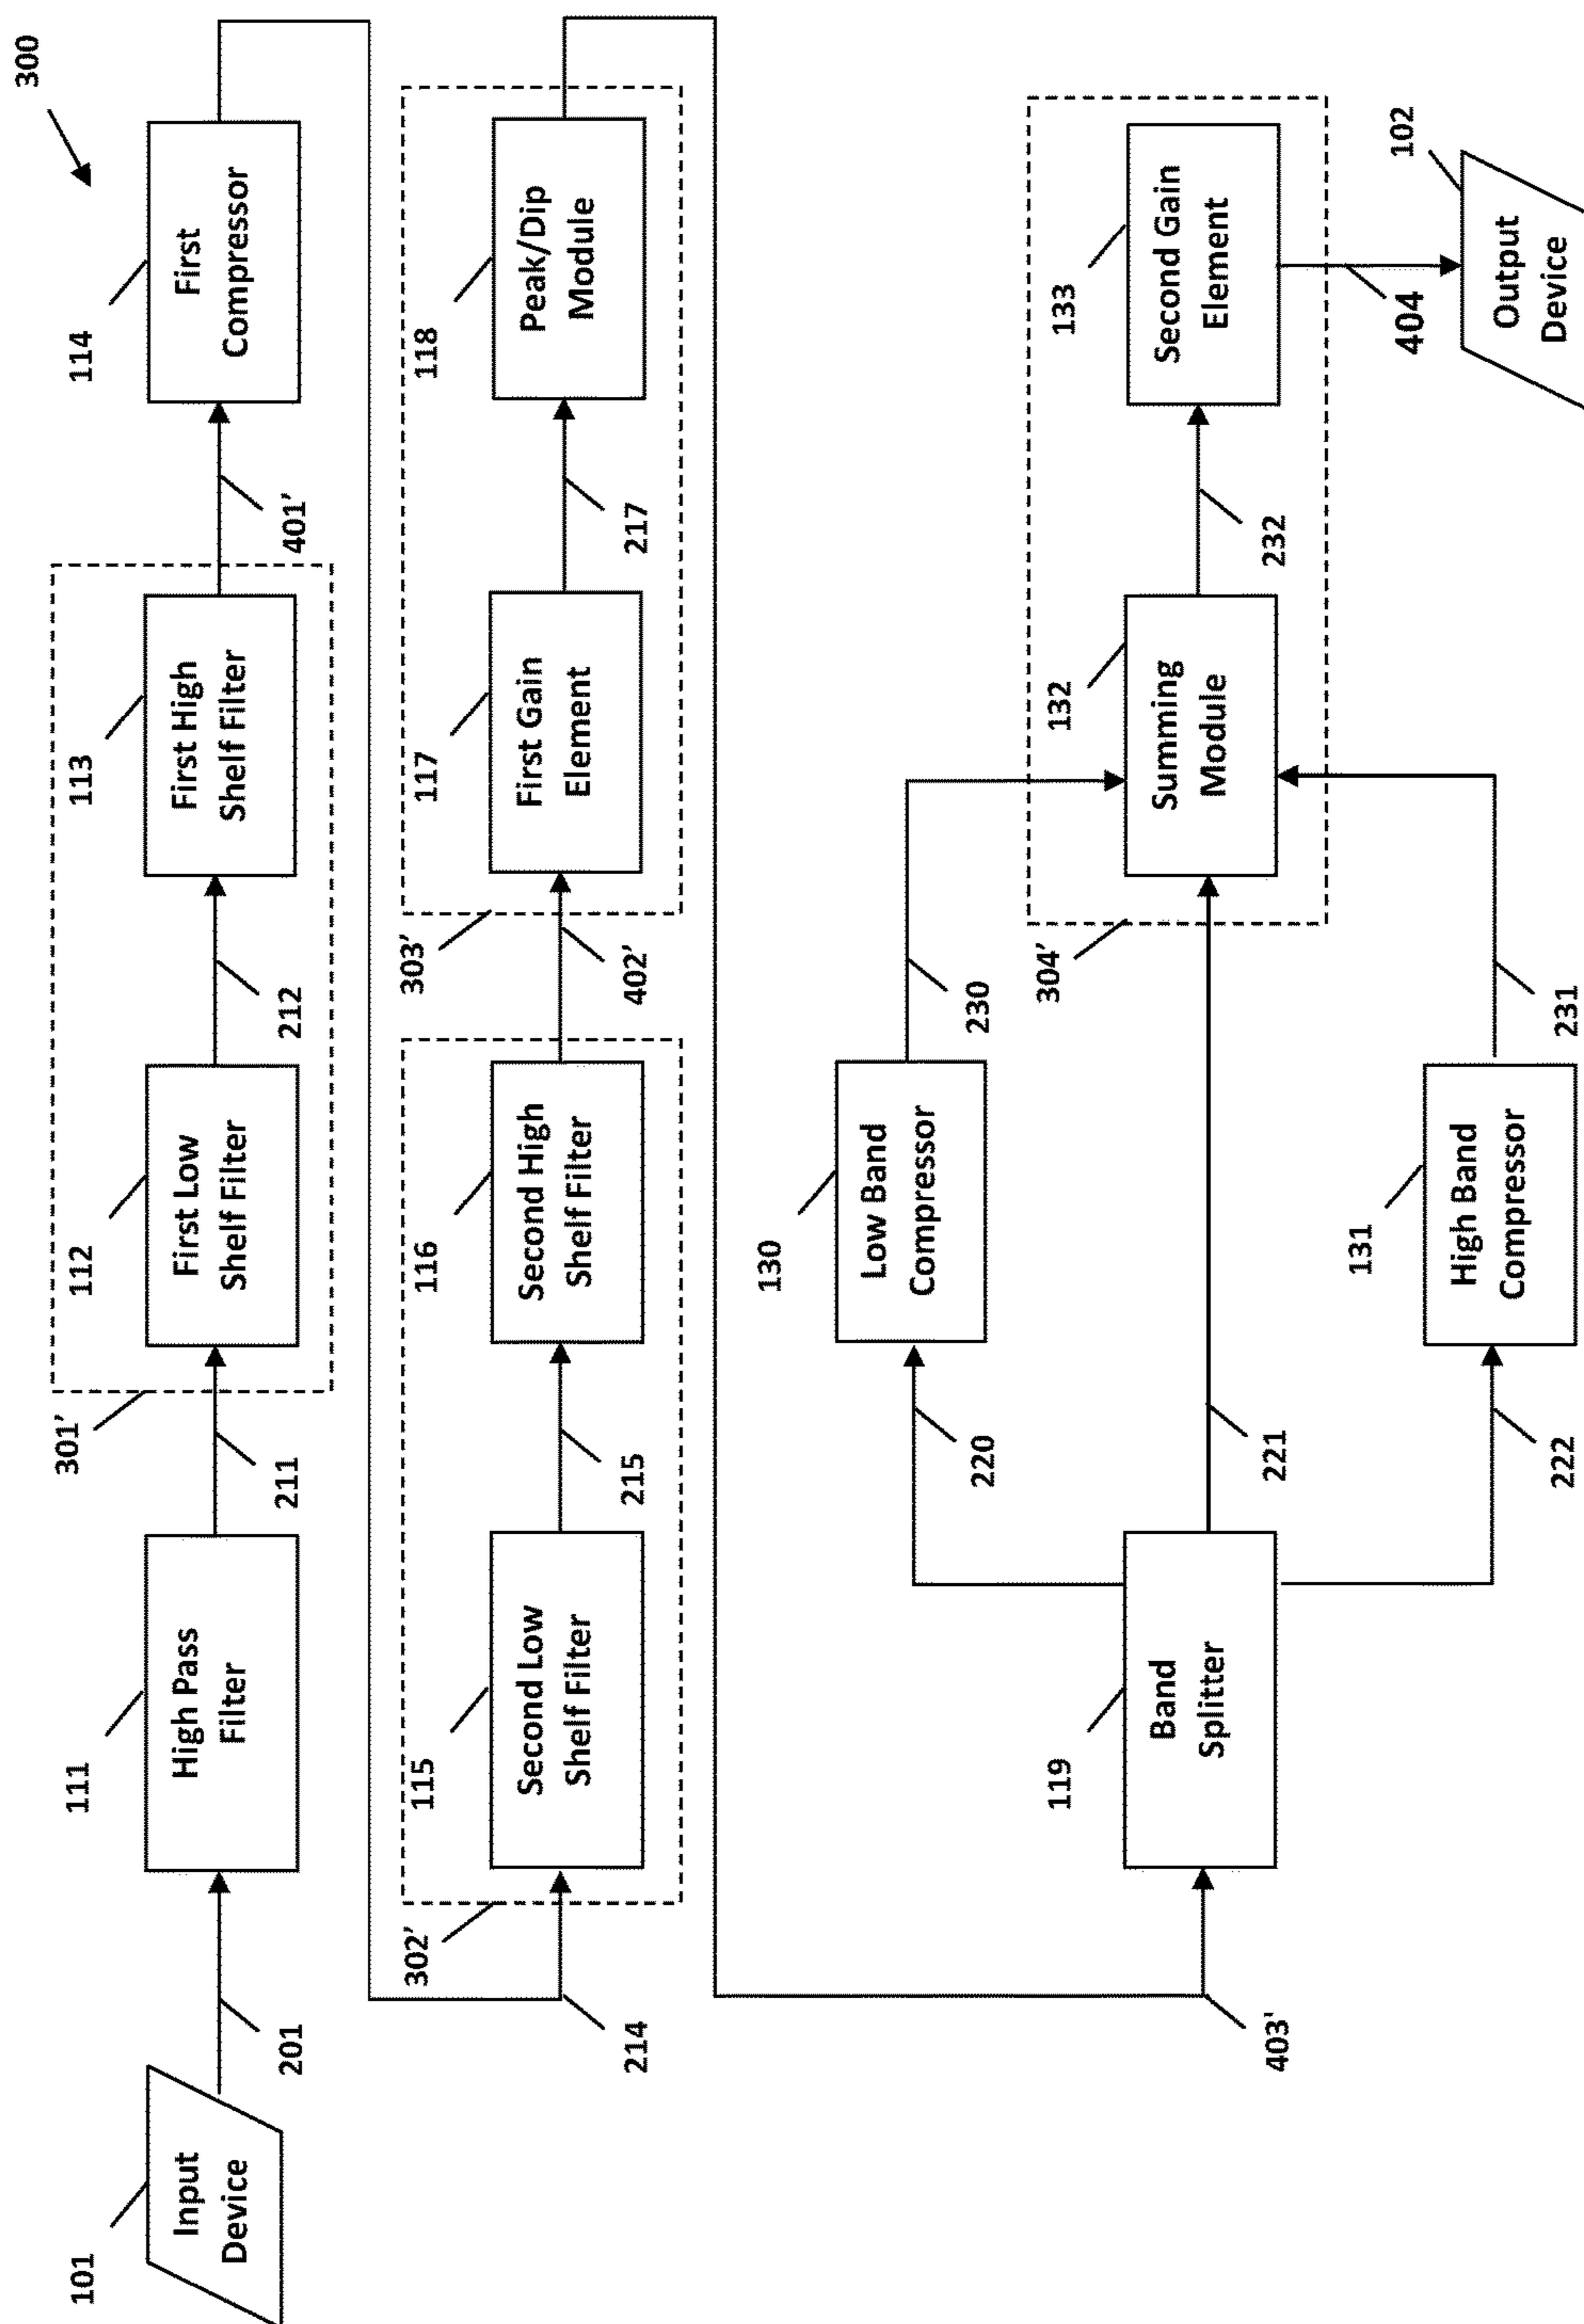 300
101
Input
Device
201
111
High Pass
Filter
211
301’
112
First Low
Shelf Filter
212
113
First High
Shelf Filter
401’
114
First
Compressor
214
302’
115
Second Low
Shelf Filter
215
116
Second High
Shelf Filter
402’
303’
117
First Gain
Element
217
118
Peak/Dip
Module
403'
119
Band
Splitter
220
221
222
130
Low Band
Compressor
131
High Band
Compressor
230
231
304’
132
Summing
Module
232
133
Second Gain
Element
404
102
Output
Device